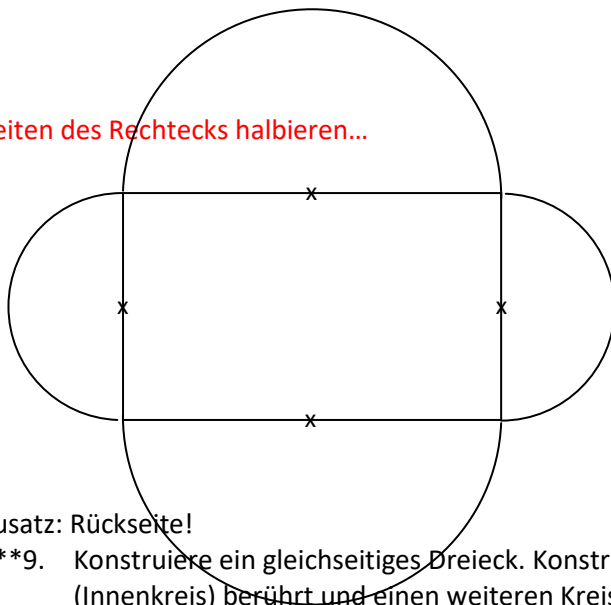 eiten des Rechtecks halbieren...
x
x x
x
usatz: Rückseite!
**9. Konstruiere ein gleichseitiges Dreieck. Konstr
(Innenkreis) berührt und einen weiteren Kreis